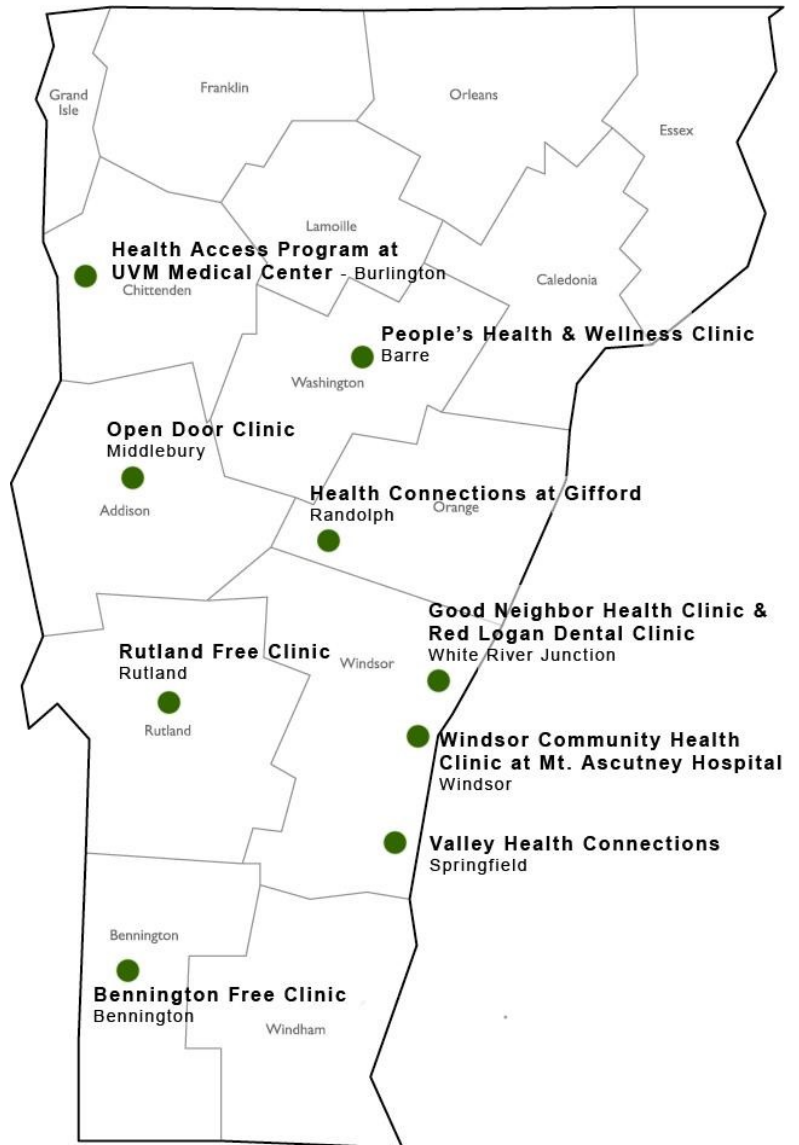 Grand
Isle
Franklin
Orleans
Essex
Lamoille
Health Access Program at
UVM Medical Center - Burlington
Chittenden
Caledonia
People's Health & Wellness Clinic
Barre
Washington
Open Door Clinic
Middlebury
Addison
Health Connections at Gifford
Randolph
Orange
Good Neighbor Health Clinic &
Red Logan Dental Clinic
White River Junction
Rutland Free Clinic
Rutland
Windsor
Rutland
Windsor Community Health
Clinic at Mt. Ascutney Hospital
Windsor
Valley Health Connections
Springfield
Bennington
Bennington Free Clinic
Bennington
Windham